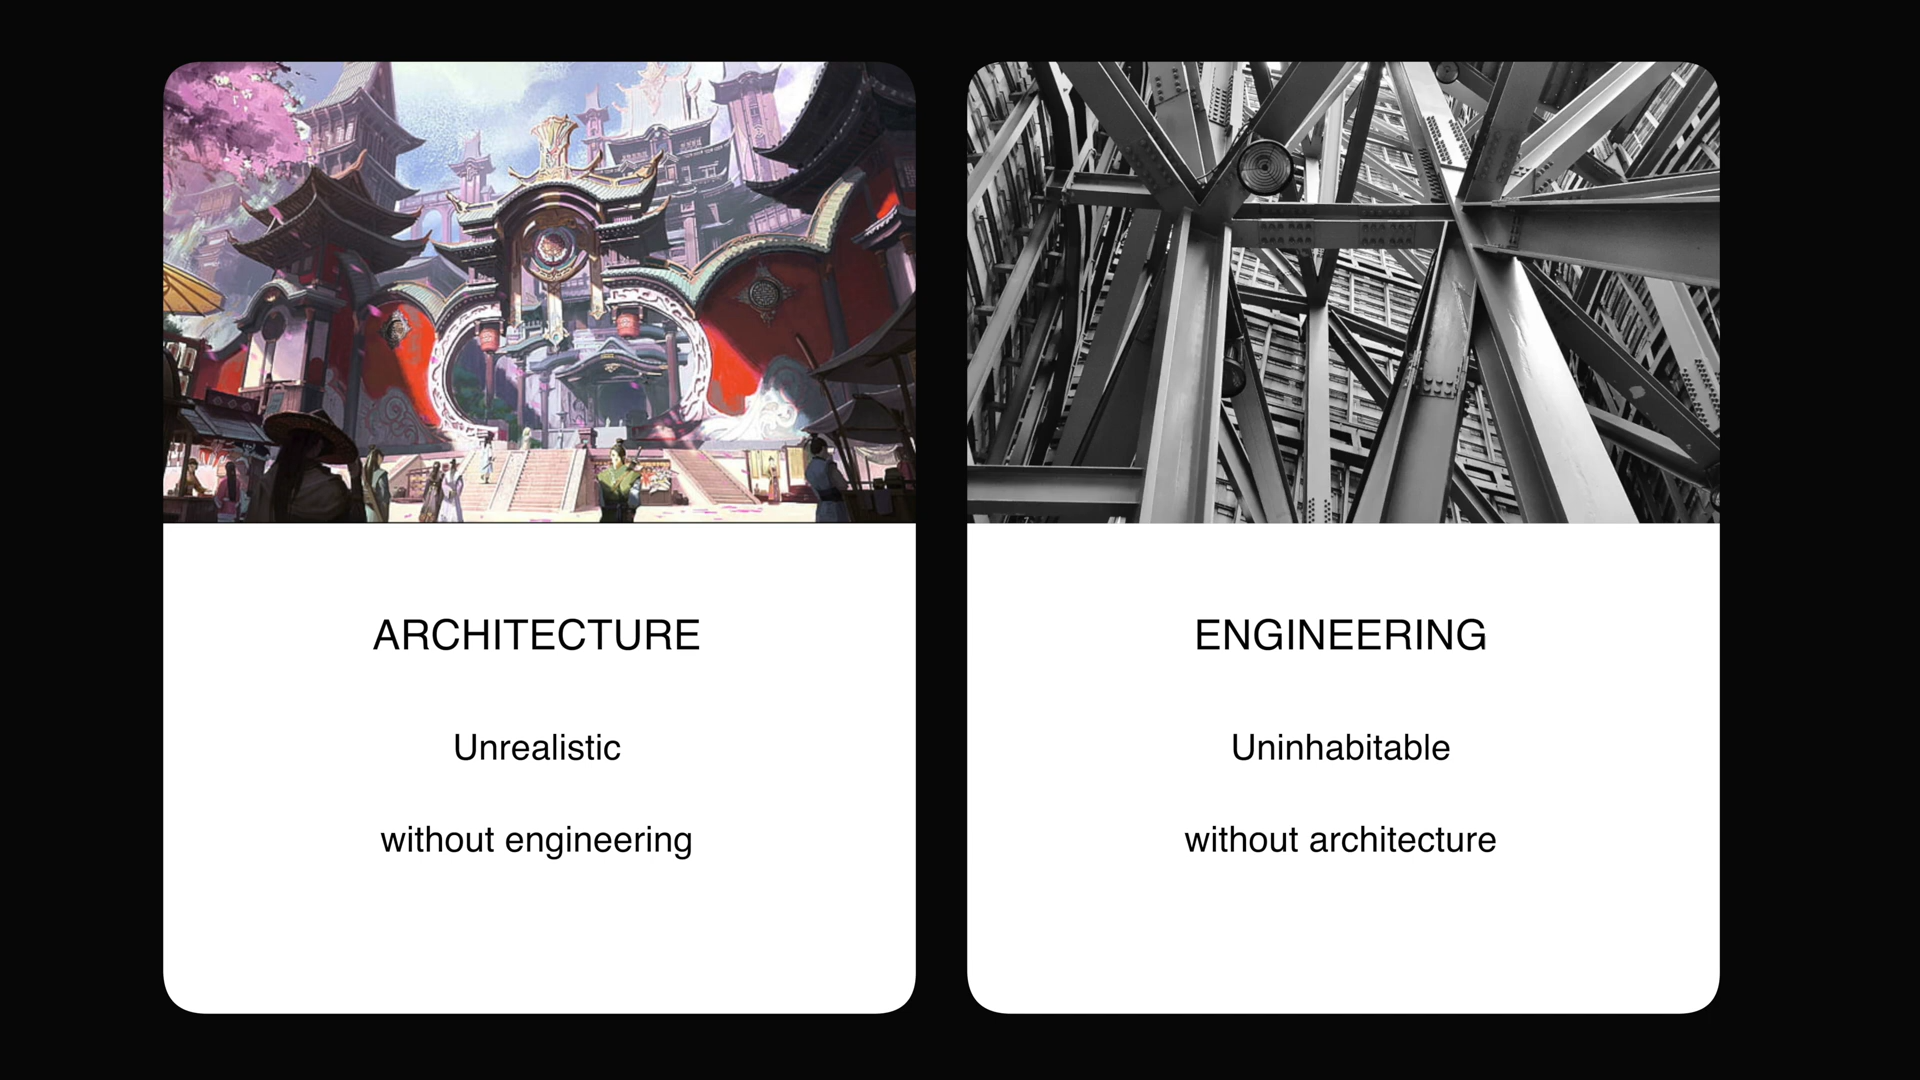 ARCHITECTURE
Unrealistic
without engineering
ENGINEERING
Uninhabitable
without architecture